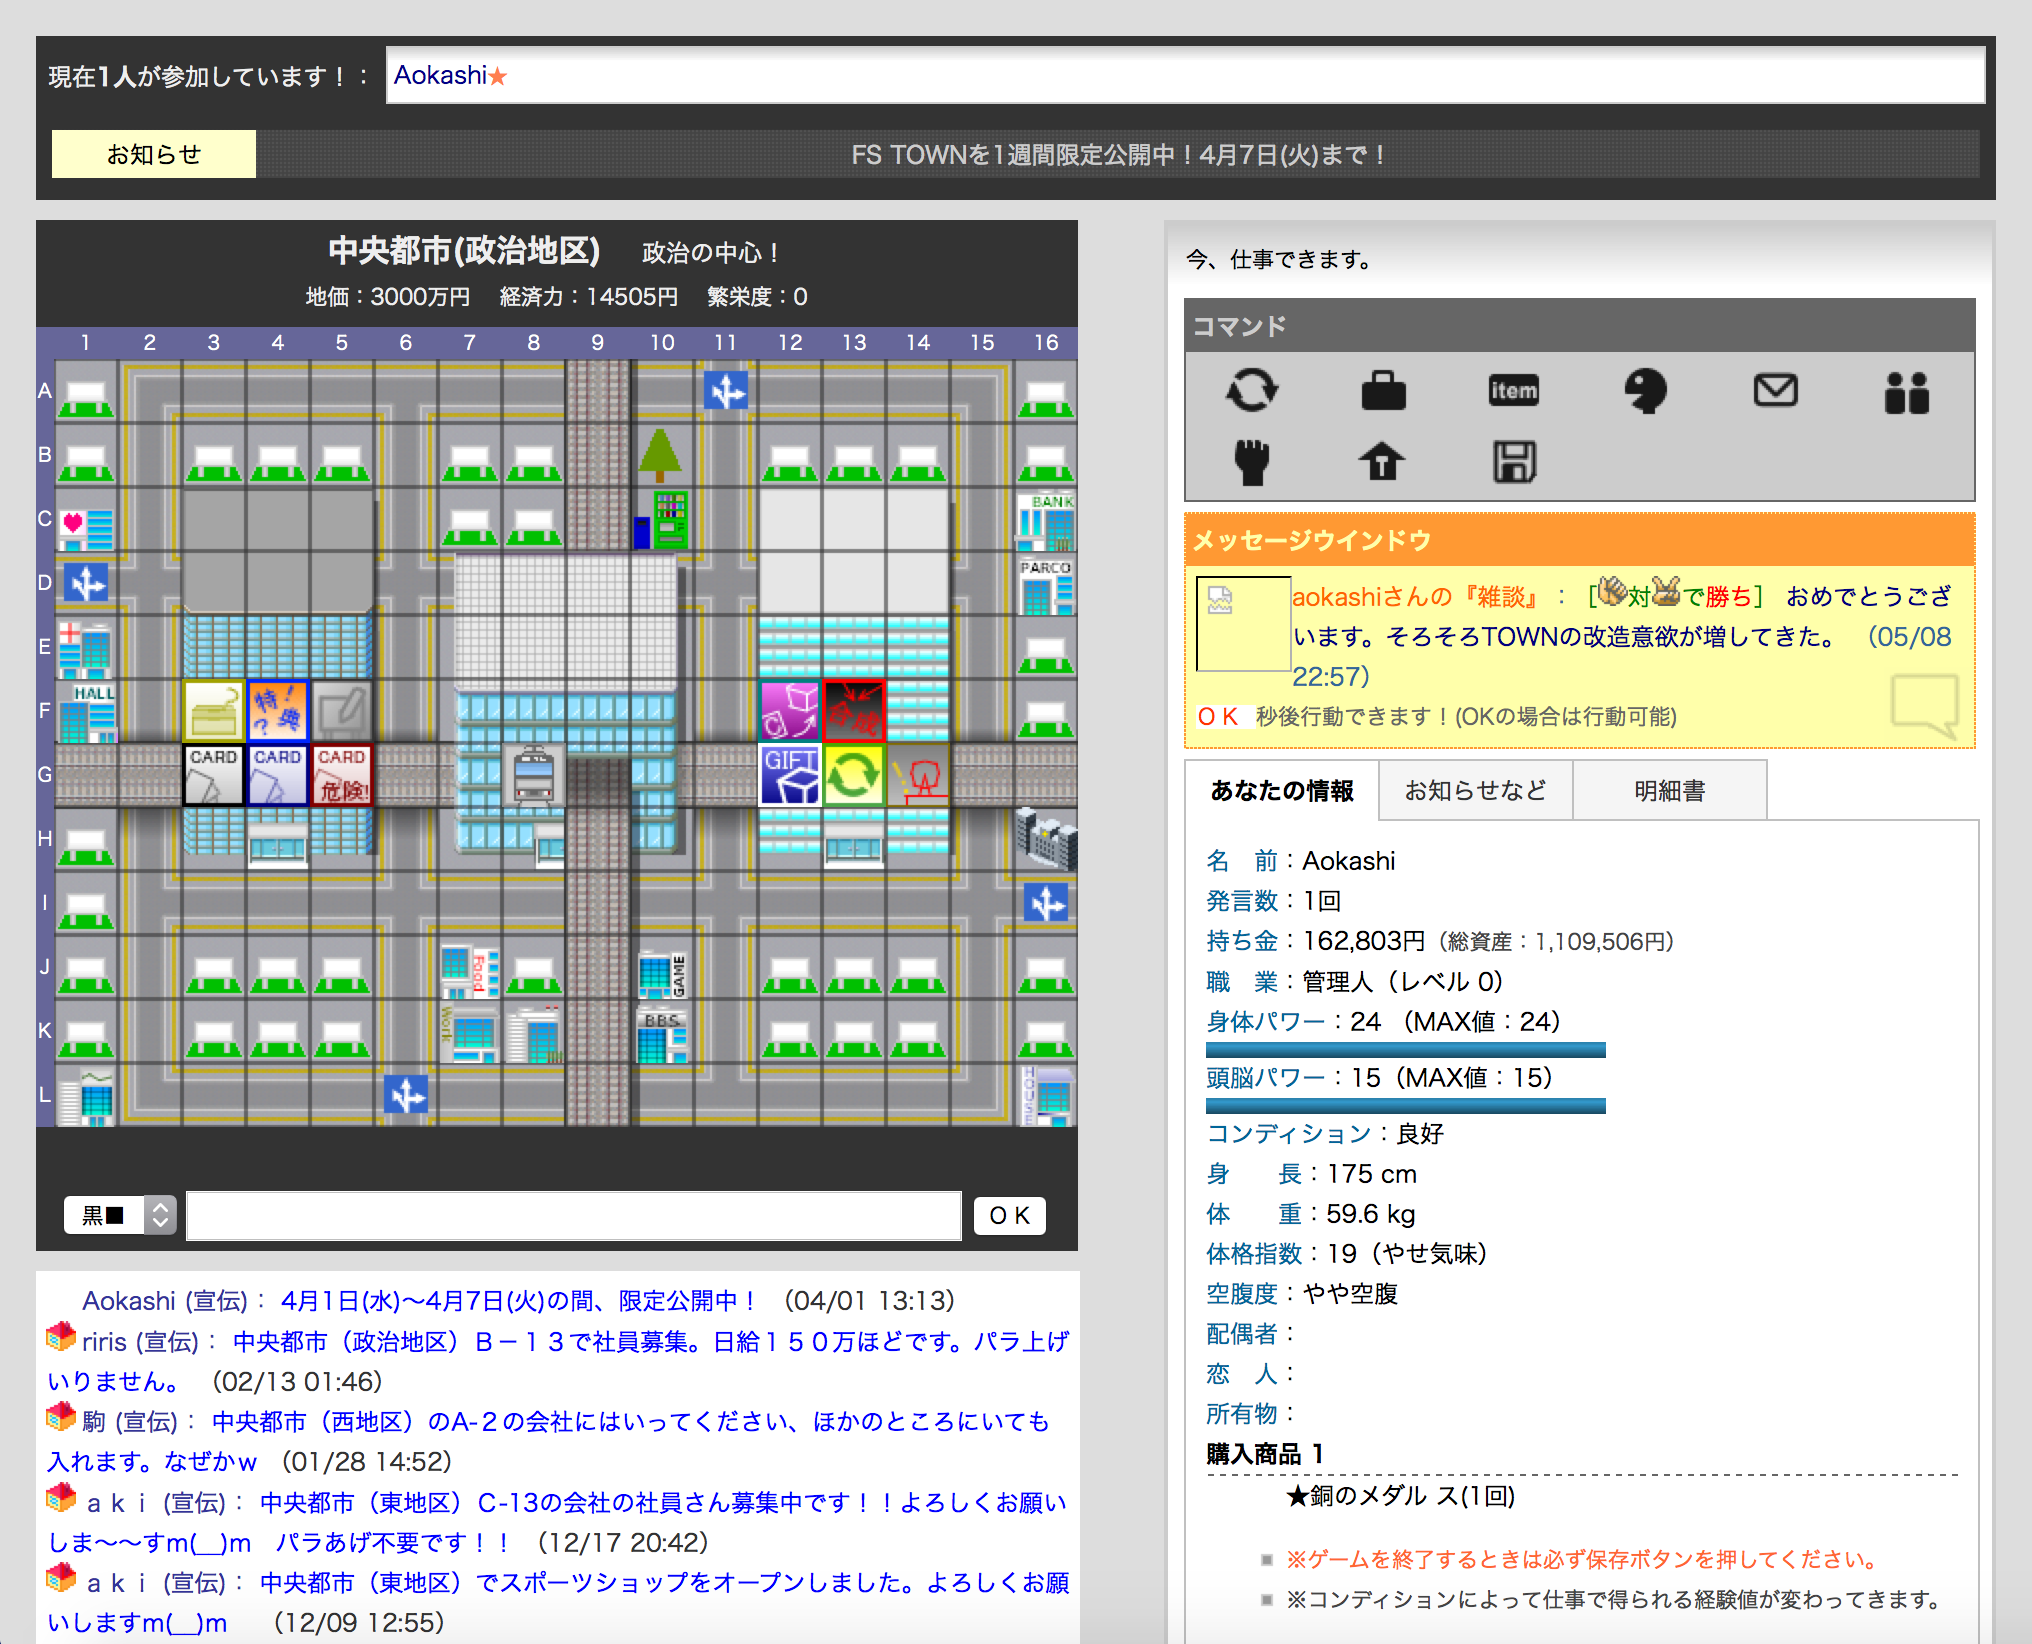 現在1人が参加しています！： Aokashi★
お知らせ FS TOWNを1週間限定公開中！4月7日(火)まで！
中央都市(政治地区) 政治の中心！
地価：3000万円 経済力：14505円 繁栄度：0
1 2 3 4 5 6 7 8 9 10 11 12 13 14 15 16
A
B
C BANK
D PARCO
E
F HALL 特典!? 合成
G CARD CARD CARD危険! GIFT
H
I
J Food GAME
K Work BBS
L HOUSE
黒■ ＯＫ
Aokashi (宣伝)： 4月1日(水)〜4月7日(火)の間、限定公開中！ （04/01 13:13）
riris (宣伝)： 中央都市（政治地区）Ｂ－１３で社員募集。日給１５０万ほどです。パラ上げ
いりません。 （02/13 01:46）
駒 (宣伝)： 中央都市（西地区）のA-２の会社にはいってください、ほかのところにいても
入れます。なぜかｗ （01/28 14:52）
ａｋｉ (宣伝)： 中央都市（東地区）Ｃ-13の会社の社員さん募集中です！！よろしくお願い
しま〜〜すm(__)m　パラあげ不要です！！ （12/17 20:42）
ａｋｉ (宣伝)： 中央都市（東地区）でスポーツショップをオープンしました。よろしくお願
いしますm(__)m （12/09 12:55）
今、仕事できます。
コマンド
item
メッセージウインドウ
aokashiさんの『雑談』： [対で勝ち] おめでとうござ
います。そろそろTOWNの改造意欲が増してきた。 （05/08
22:57）
ＯＫ 秒後行動できます！(OKの場合は行動可能)
あなたの情報 お知らせなど 明細書
名　前：Aokashi
発言数：1回
持ち金：162,803円（総資産：1,109,506円）
職　業：管理人（レベル 0）
身体パワー：24 （MAX値：24）
頭脳パワー：15（MAX値：15）
コンディション：良好
身　　長：175 cm
体　　重：59.6 kg
体格指数：19（やせ気味）
空腹度：やや空腹
配偶者：
恋　人：
所有物：
購入商品 1
★銅のメダル ス(1回)
※ゲームを終了するときは必ず保存ボタンを押してください。
※コンディションによって仕事で得られる経験値が変わってきます。